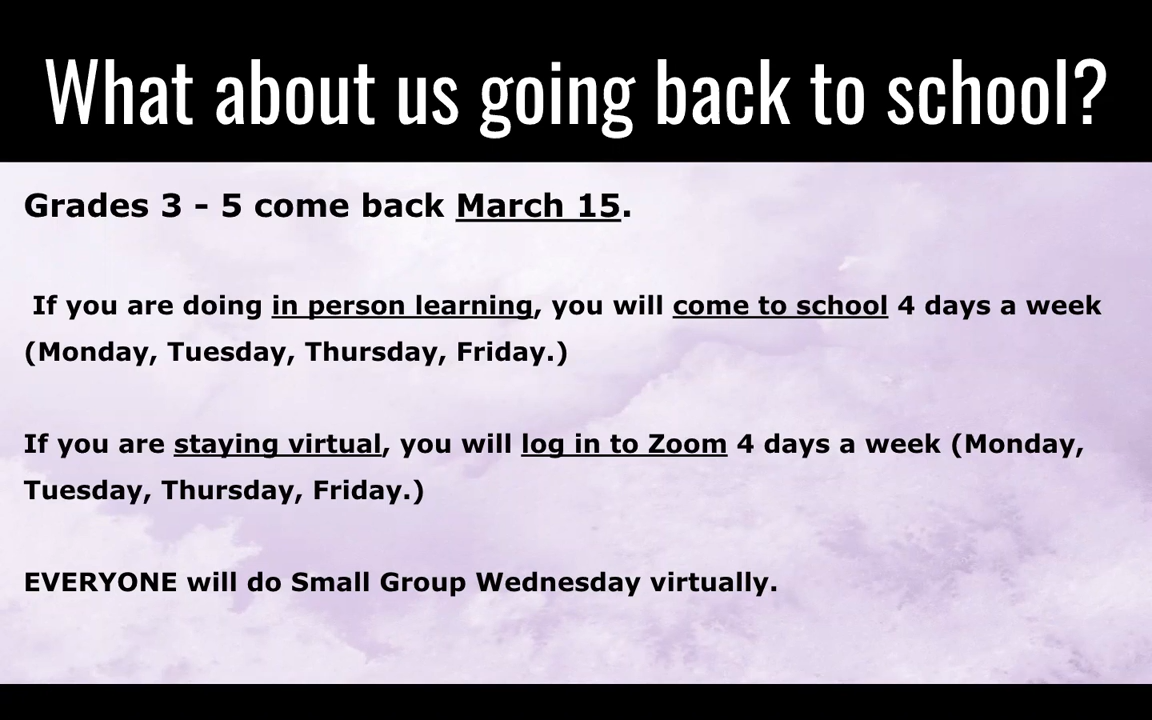 What about us going back to school?
Grades 3 - 5 come back March 15.
If you are doing in person learning, you will come to school 4 days a week
(Monday, Tuesday, Thursday, Friday.)
If you are staying virtual, you will log in to Zoom 4 days a week (Monday,
Tuesday, Thursday, Friday.)
EVERYONE will do Small Group Wednesday virtually.